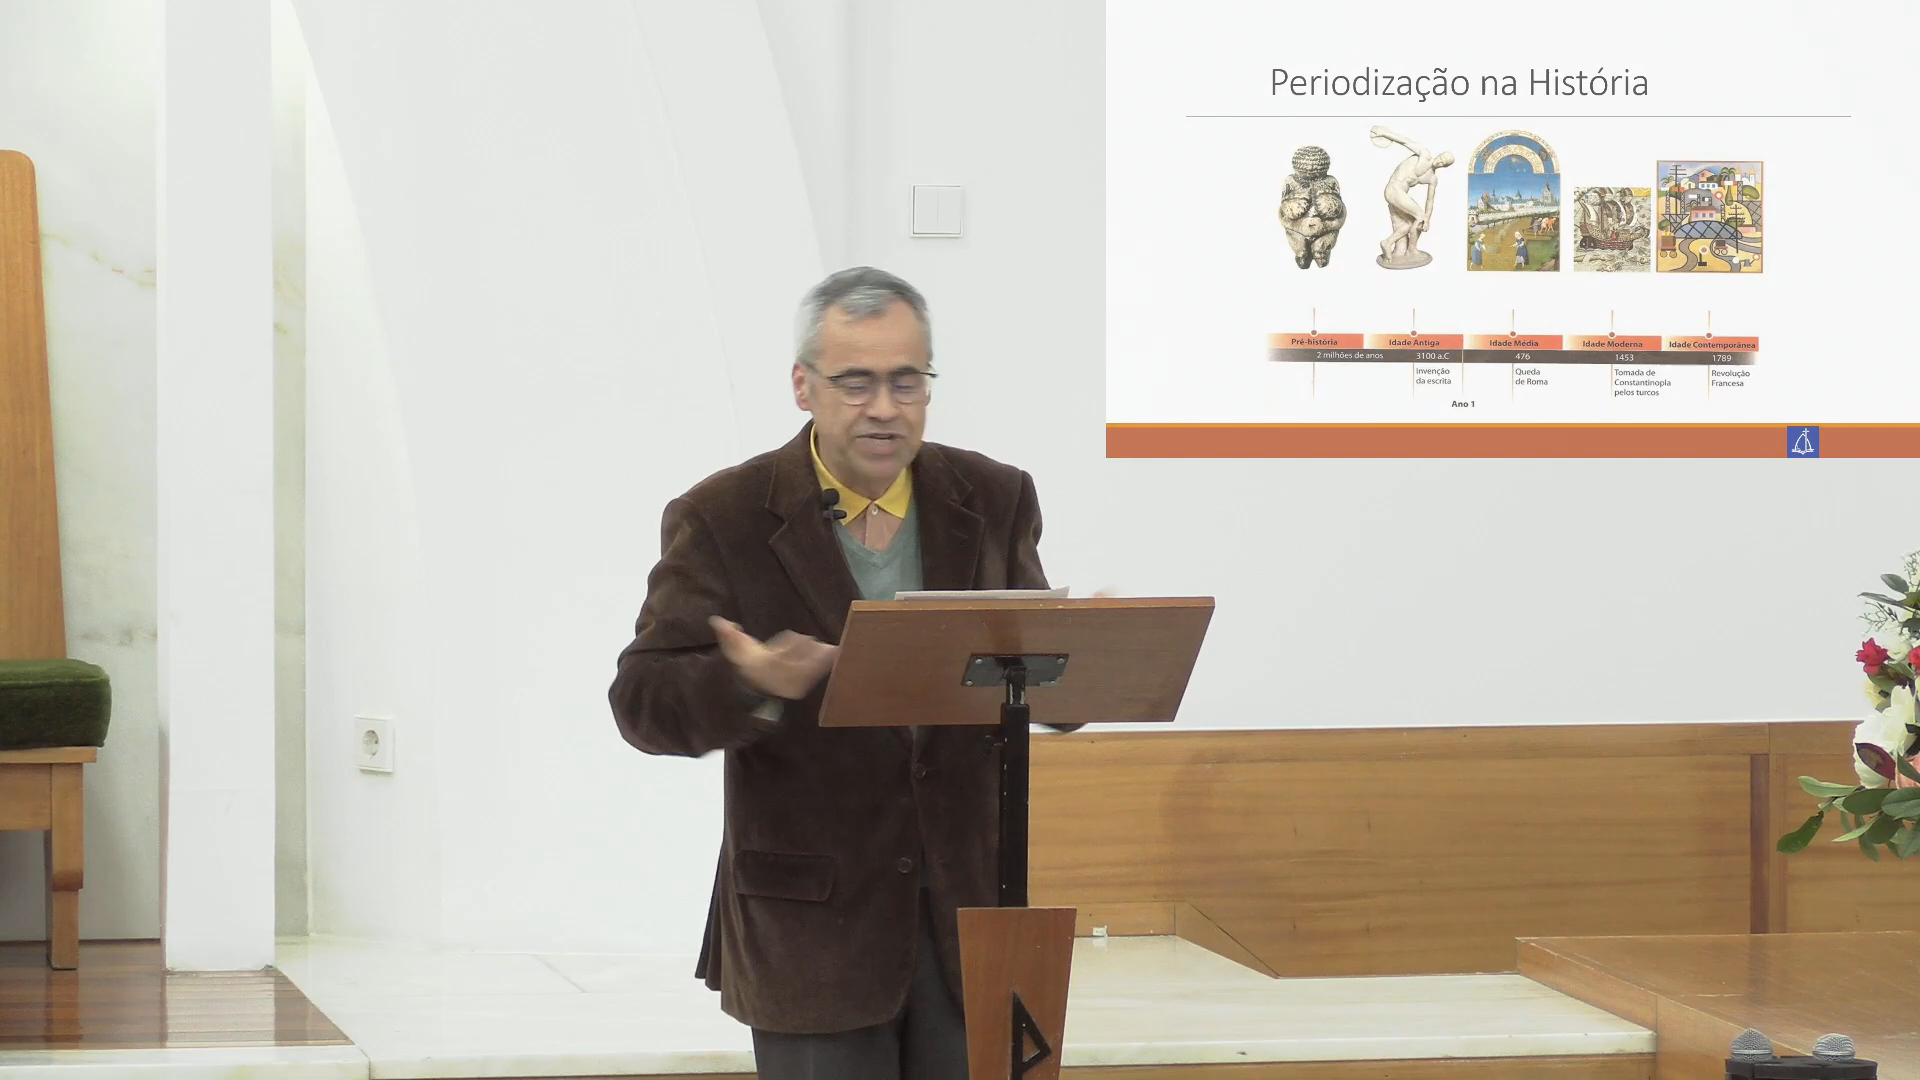 Periodização na História
Pré-história Idade Antiga Idade Média Idade Moderna Idade Contemporânea
2 milhões de anos 3100 a.C 476 1453 1789
Invenção
da escrita
Queda
de Roma
Tomada de
Constantinopla
pelos turcos
Revolução
Francesa
Ano 1